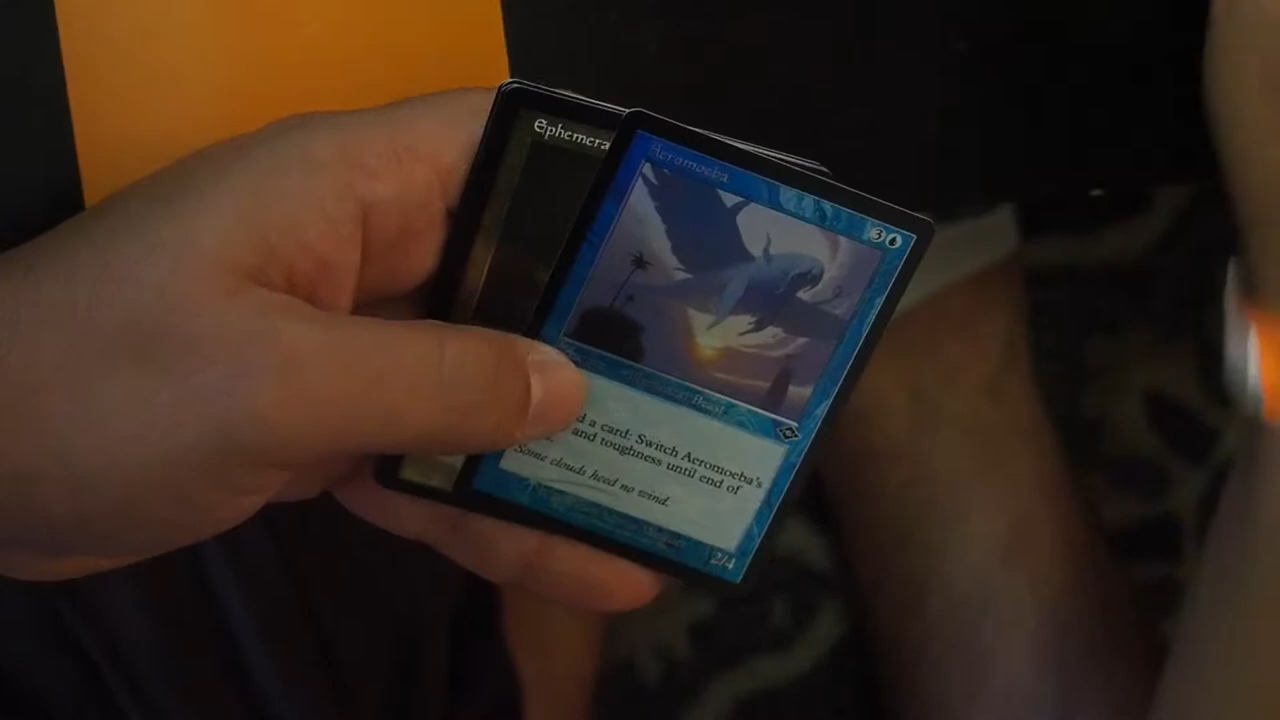 Ephemera
Aeromoeba
3
d a card: Switch Aeromoeba's
and toughness until end of
Some clouds heed no wind.
2/4